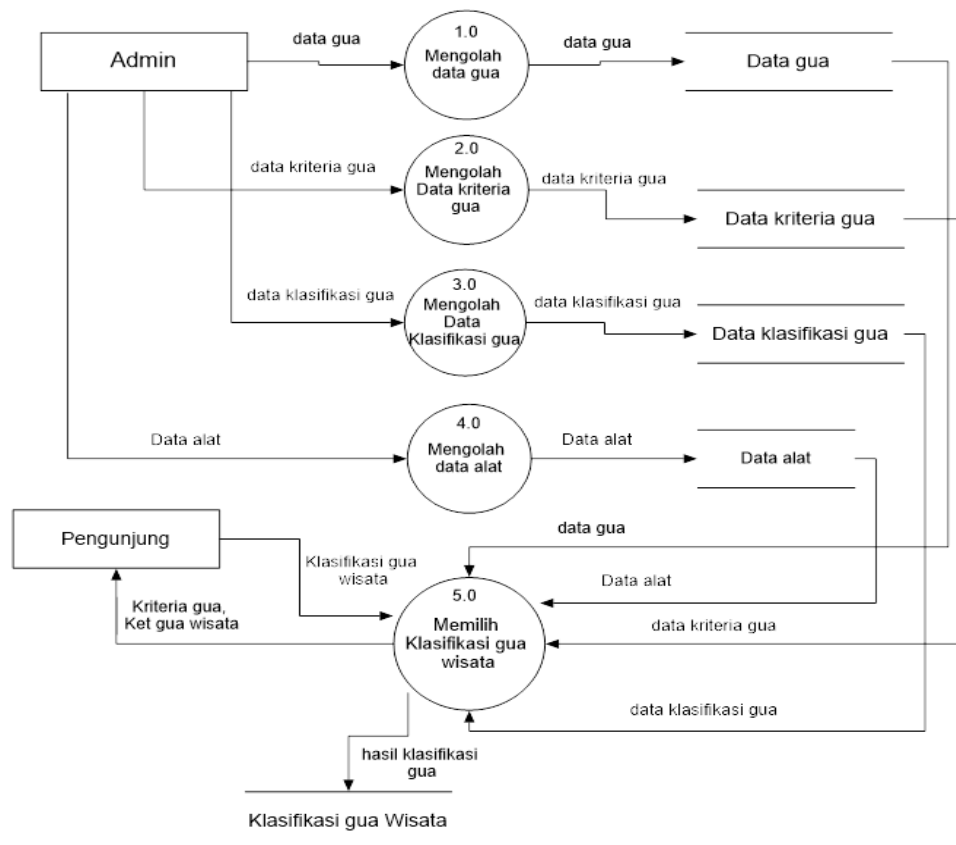 Admin
data gua
1.0
Mengolah
data gua
data gua
Data gua
data kriteria gua
2.0
Mengolah
Data kriteria
gua
data kriteria gua
Data kriteria gua
data klasifikasi gua
3.0
Mengolah
Data
Klasifikasi gua
data klasifikasi gua
Data klasifikasi gua
Data alat
4.0
Mengolah
data alat
Data alat
Data alat
Pengunjung
Klasifikasi gua
wisata
Kriteria gua,
Ket gua wisata
5.0
Memilih
Klasifikasi gua
wisata
data gua
Data alat
data kriteria gua
data klasifikasi gua
hasil klasifikasi
gua
Klasifikasi gua Wisata